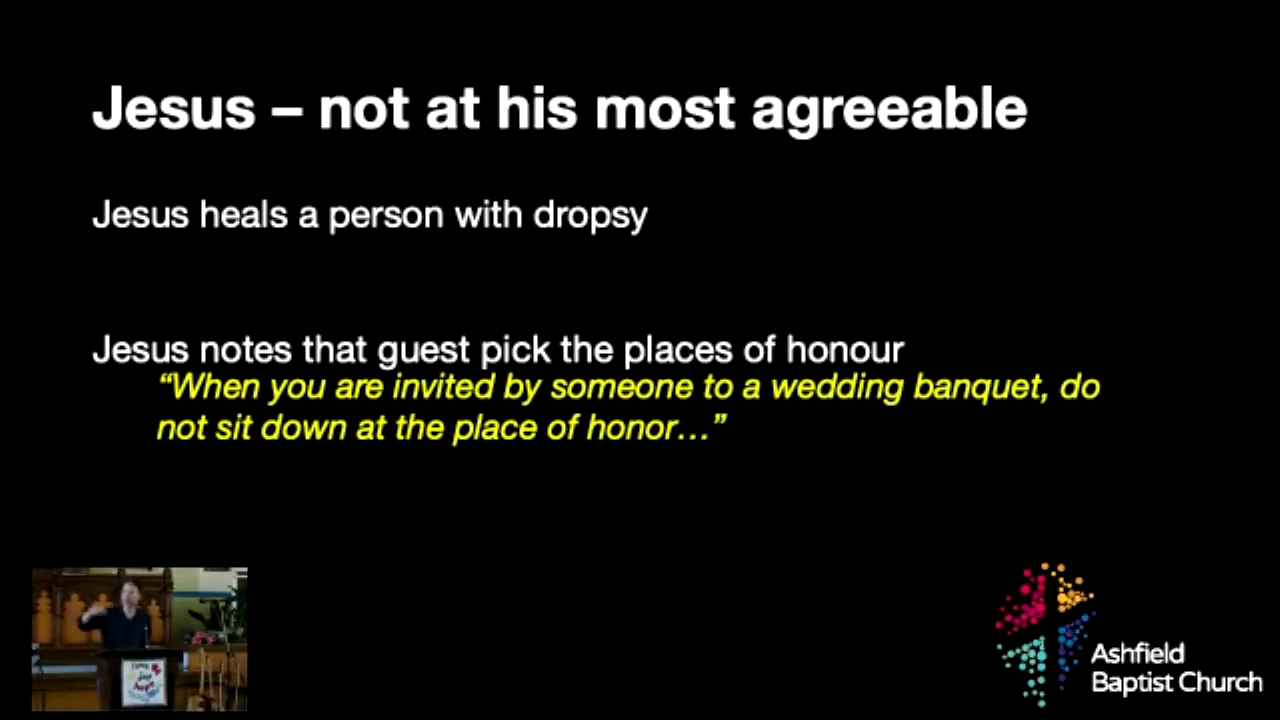 Jesus – not at his most agreeable
Jesus heals a person with dropsy
Jesus notes that guest pick the places of honour
“When you are invited by someone to a wedding banquet, do
not sit down at the place of honor…”
joy
hope
Ashfield
Baptist Church